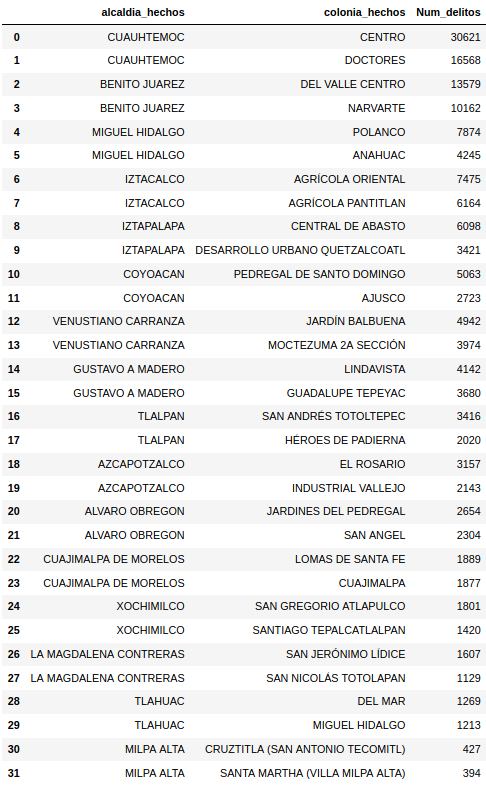 alcaldia_hechos colonia_hechos Num_delitos
0 CUAUHTEMOC CENTRO 30621
1 CUAUHTEMOC DOCTORES 16568
2 BENITO JUAREZ DEL VALLE CENTRO 13579
3 BENITO JUAREZ NARVARTE 10162
4 MIGUEL HIDALGO POLANCO 7874
5 MIGUEL HIDALGO ANAHUAC 4245
6 IZTACALCO AGRÍCOLA ORIENTAL 7475
7 IZTACALCO AGRÍCOLA PANTITLAN 6164
8 IZTAPALAPA CENTRAL DE ABASTO 6098
9 IZTAPALAPA DESARROLLO URBANO QUETZALCOATL 3421
10 COYOACAN PEDREGAL DE SANTO DOMINGO 5063
11 COYOACAN AJUSCO 2723
12 VENUSTIANO CARRANZA JARDÍN BALBUENA 4942
13 VENUSTIANO CARRANZA MOCTEZUMA 2A SECCIÓN 3974
14 GUSTAVO A MADERO LINDAVISTA 4142
15 GUSTAVO A MADERO GUADALUPE TEPEYAC 3680
16 TLALPAN SAN ANDRÉS TOTOLTEPEC 3416
17 TLALPAN HÉROES DE PADIERNA 2020
18 AZCAPOTZALCO EL ROSARIO 3157
19 AZCAPOTZALCO INDUSTRIAL VALLEJO 2143
20 ALVARO OBREGON JARDINES DEL PEDREGAL 2654
21 ALVARO OBREGON SAN ANGEL 2304
22 CUAJIMALPA DE MORELOS LOMAS DE SANTA FE 1889
23 CUAJIMALPA DE MORELOS CUAJIMALPA 1877
24 XOCHIMILCO SAN GREGORIO ATLAPULCO 1801
25 XOCHIMILCO SANTIAGO TEPALCATLALPAN 1420
26 LA MAGDALENA CONTRERAS SAN JERÓNIMO LÍDICE 1607
27 LA MAGDALENA CONTRERAS SAN NICOLÁS TOTOLAPAN 1129
28 TLAHUAC DEL MAR 1269
29 TLAHUAC MIGUEL HIDALGO 1213
30 MILPA ALTA CRUZTITLA (SAN ANTONIO TECOMITL) 427
31 MILPA ALTA SANTA MARTHA (VILLA MILPA ALTA) 394